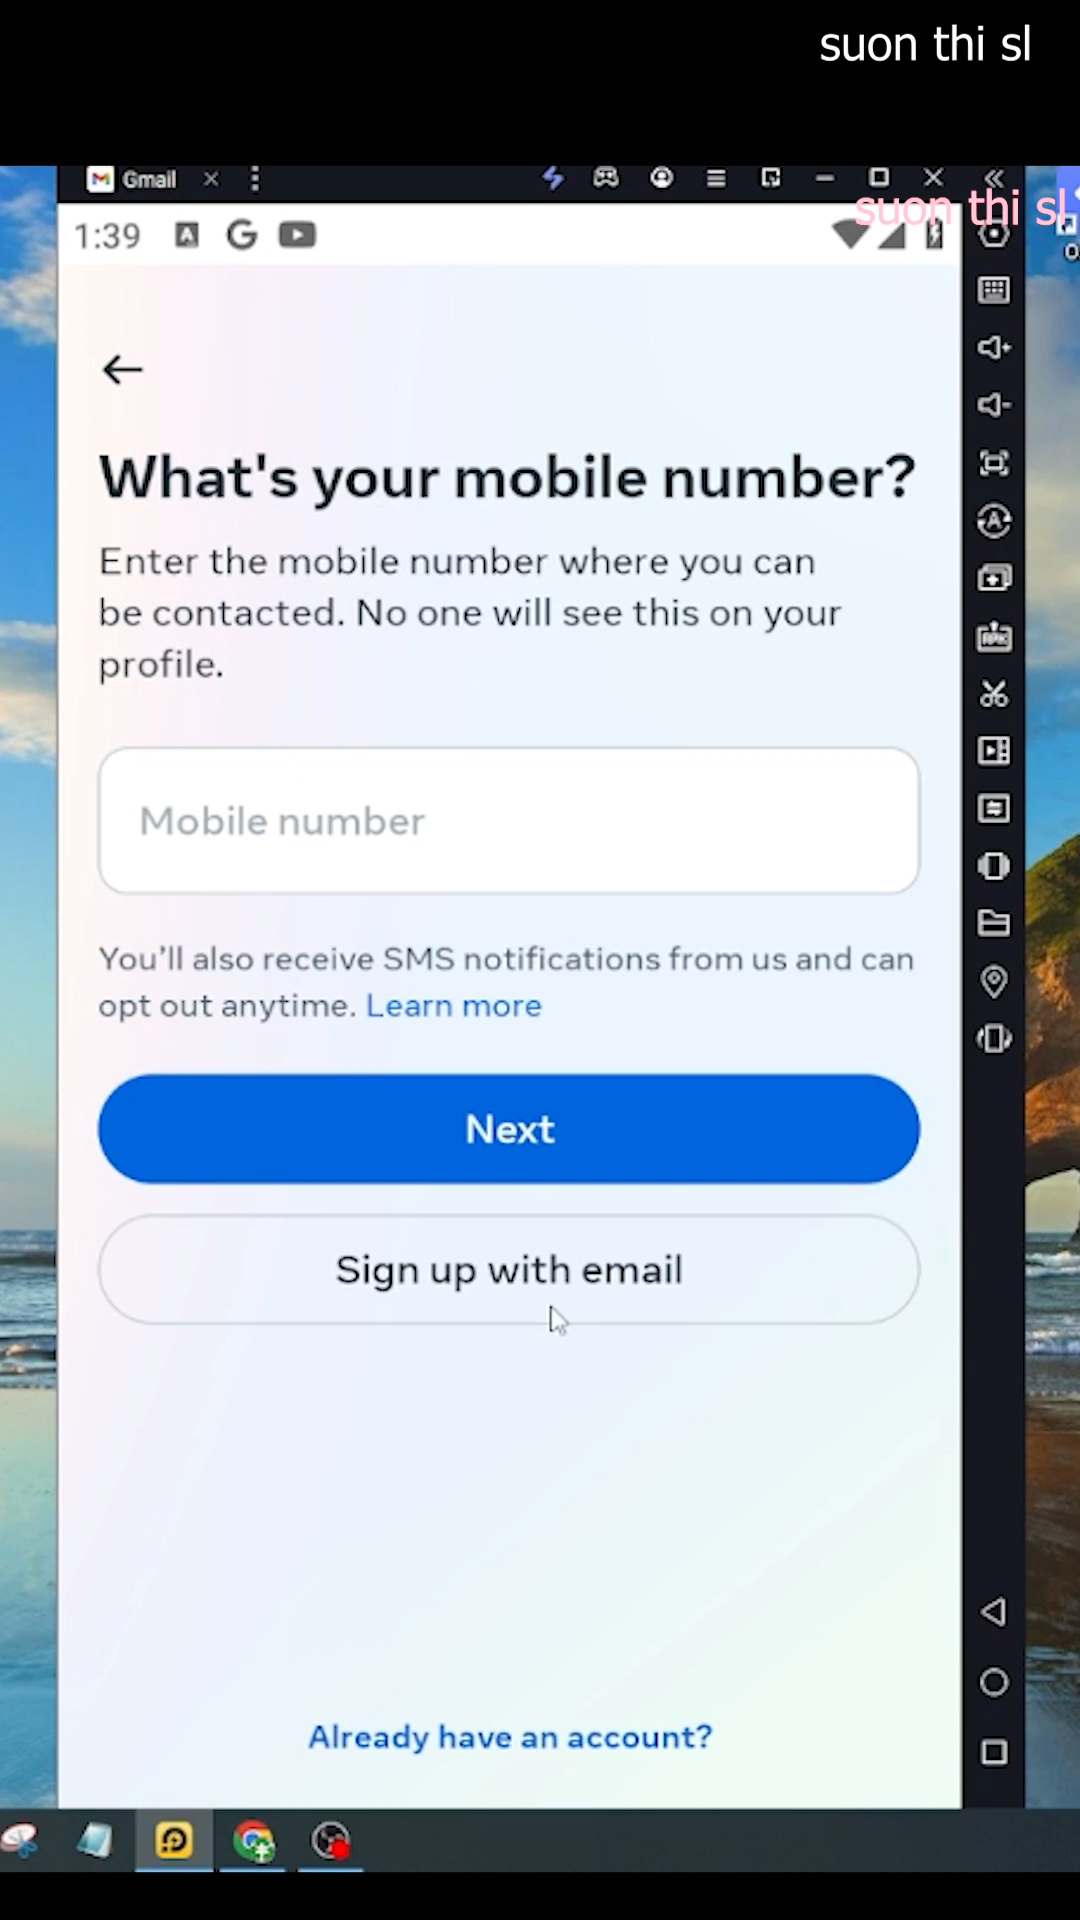 suon thi sl
Gmail
suon thi sl
1:39
What's your mobile number?
Enter the mobile number where you can
be contacted. No one will see this on your
profile.
Mobile number
You’ll also receive SMS notifications from us and can
opt out anytime. Learn more
Next
Sign up with email
Already have an account?